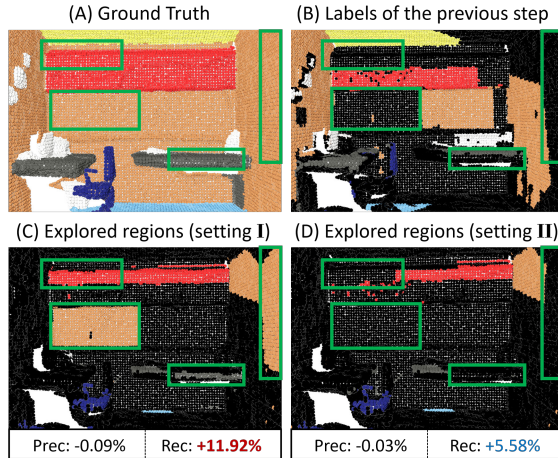 (A) Ground Truth
(B) Labels of the previous step
(C) Explored regions (setting I)
(D) Explored regions (setting II)
Prec: -0.09%
Rec: +11.92%
Prec: -0.03%
Rec: +5.58%